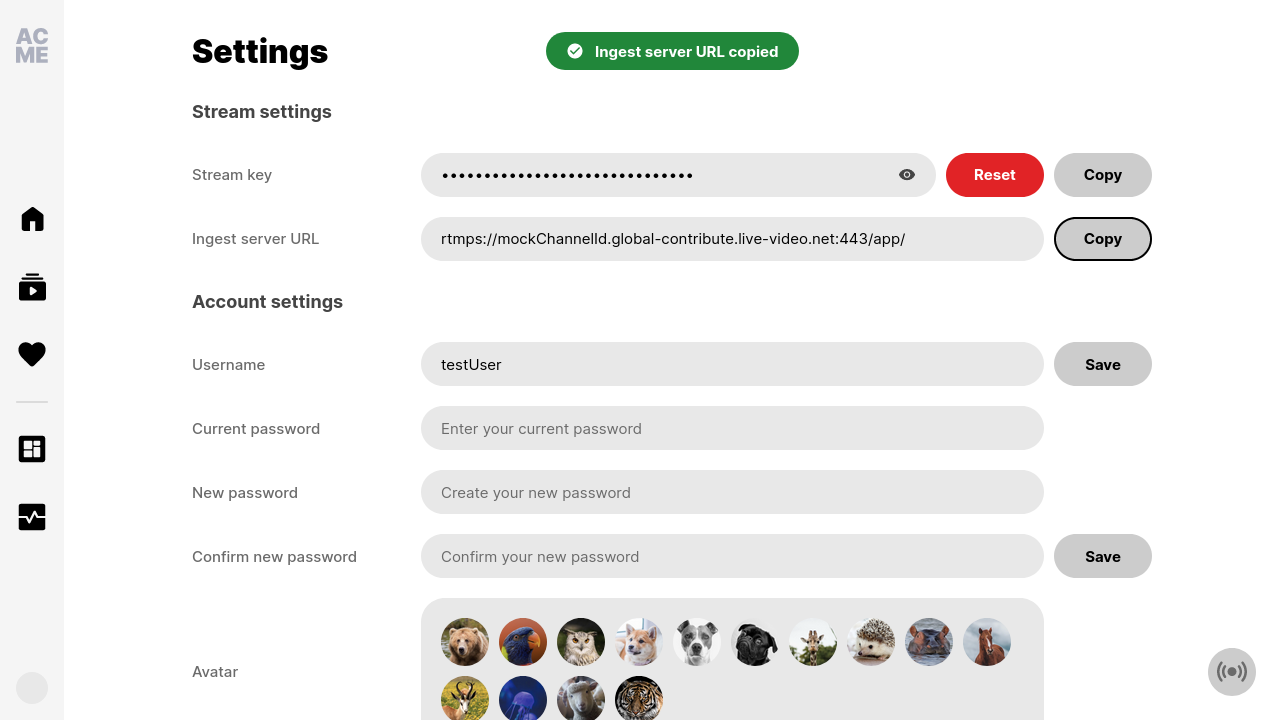 AC
ME
Settings
Ingest server URL copied
Stream settings
Stream key
••••••••••••••••••••••••••••••
Reset
Copy
Ingest server URL
rtmps://mockChannelId.global-contribute.live-video.net:443/app/
Copy
Account settings
Username
testUser
Save
Current password
Enter your current password
New password
Create your new password
Confirm new password
Confirm your new password
Save
Avatar